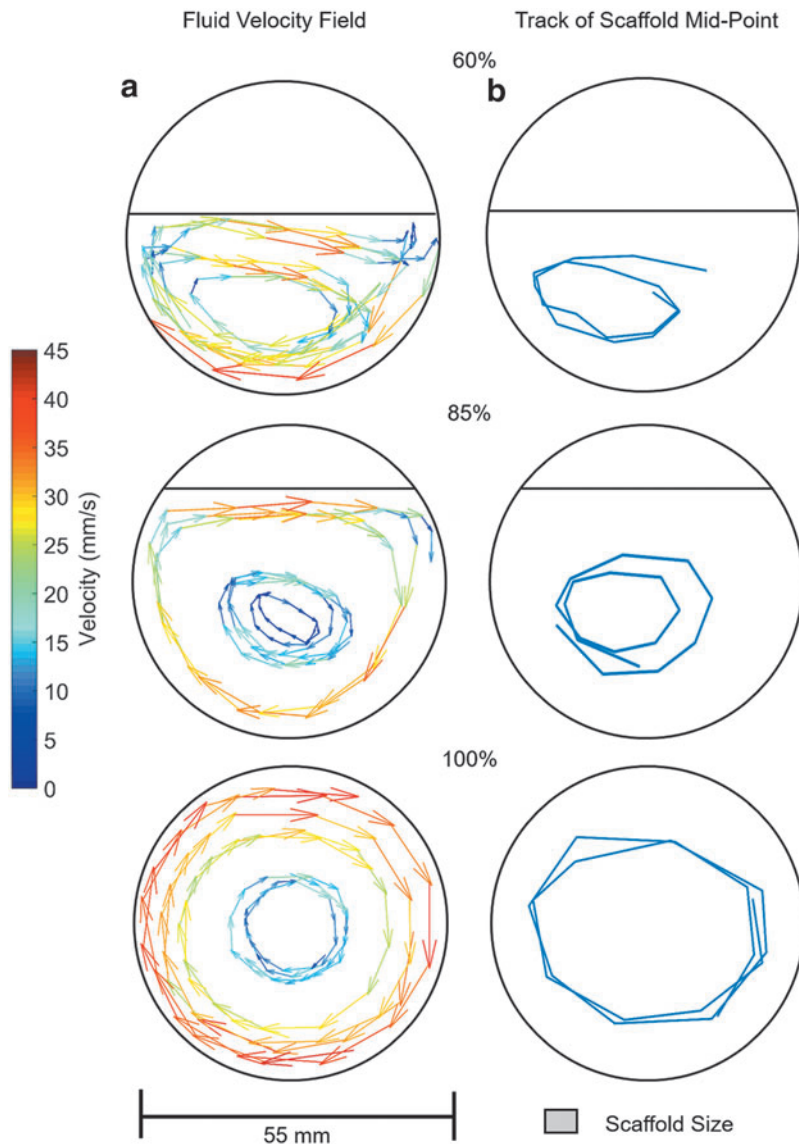 Fluid Velocity Field
Track of Scaffold Mid-Point
60%
a
b
85%
100%
45
40
35
30
25
20
15
10
5
0
Velocity (mm/s)
55 mm
Scaffold Size